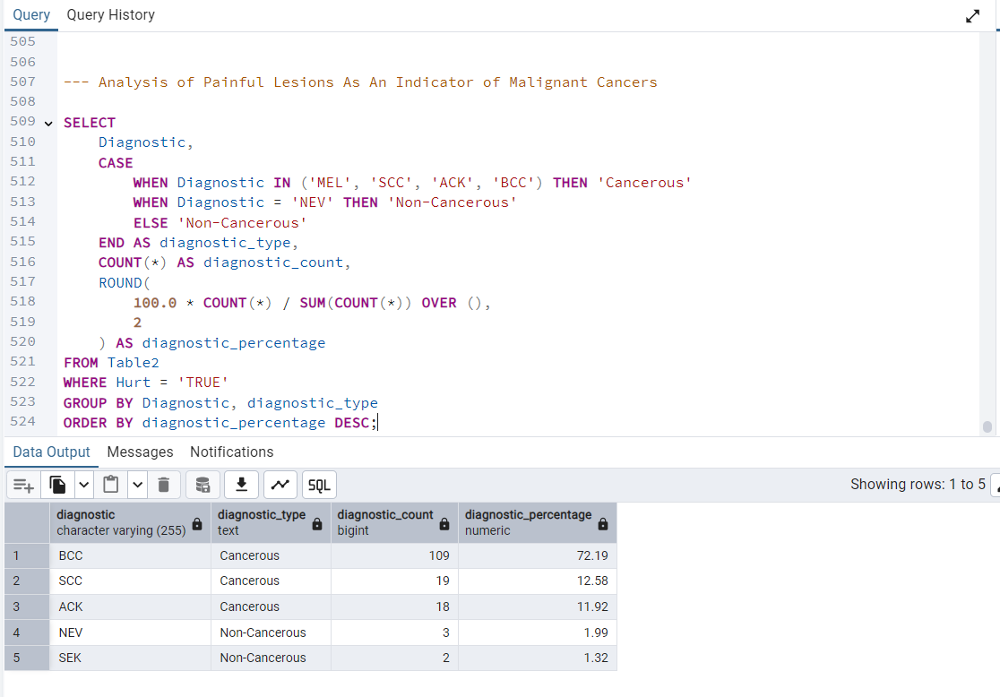 Query Query History
505
506
507 --- Analysis of Painful Lesions As An Indicator of Malignant Cancers
508
509 SELECT
510 Diagnostic,
511 CASE
512 WHEN Diagnostic IN ('MEL', 'SCC', 'ACK', 'BCC') THEN 'Cancerous'
513 WHEN Diagnostic = 'NEV' THEN 'Non-Cancerous'
514 ELSE 'Non-Cancerous'
515 END AS diagnostic_type,
516 COUNT(*) AS diagnostic_count,
517 ROUND(
518 100.0 * COUNT(*) / SUM(COUNT(*)) OVER (),
519 2
520 ) AS diagnostic_percentage
521 FROM Table2
522 WHERE Hurt = 'TRUE'
523 GROUP BY Diagnostic, diagnostic_type
524 ORDER BY diagnostic_percentage DESC;
Data Output Messages Notifications
SQL Showing rows: 1 to 5
diagnostic diagnostic_type diagnostic_count diagnostic_percentage
character varying (255) text bigint numeric
1 BCC Cancerous 109 72.19
2 SCC Cancerous 19 12.58
3 ACK Cancerous 18 11.92
4 NEV Non-Cancerous 3 1.99
5 SEK Non-Cancerous 2 1.32